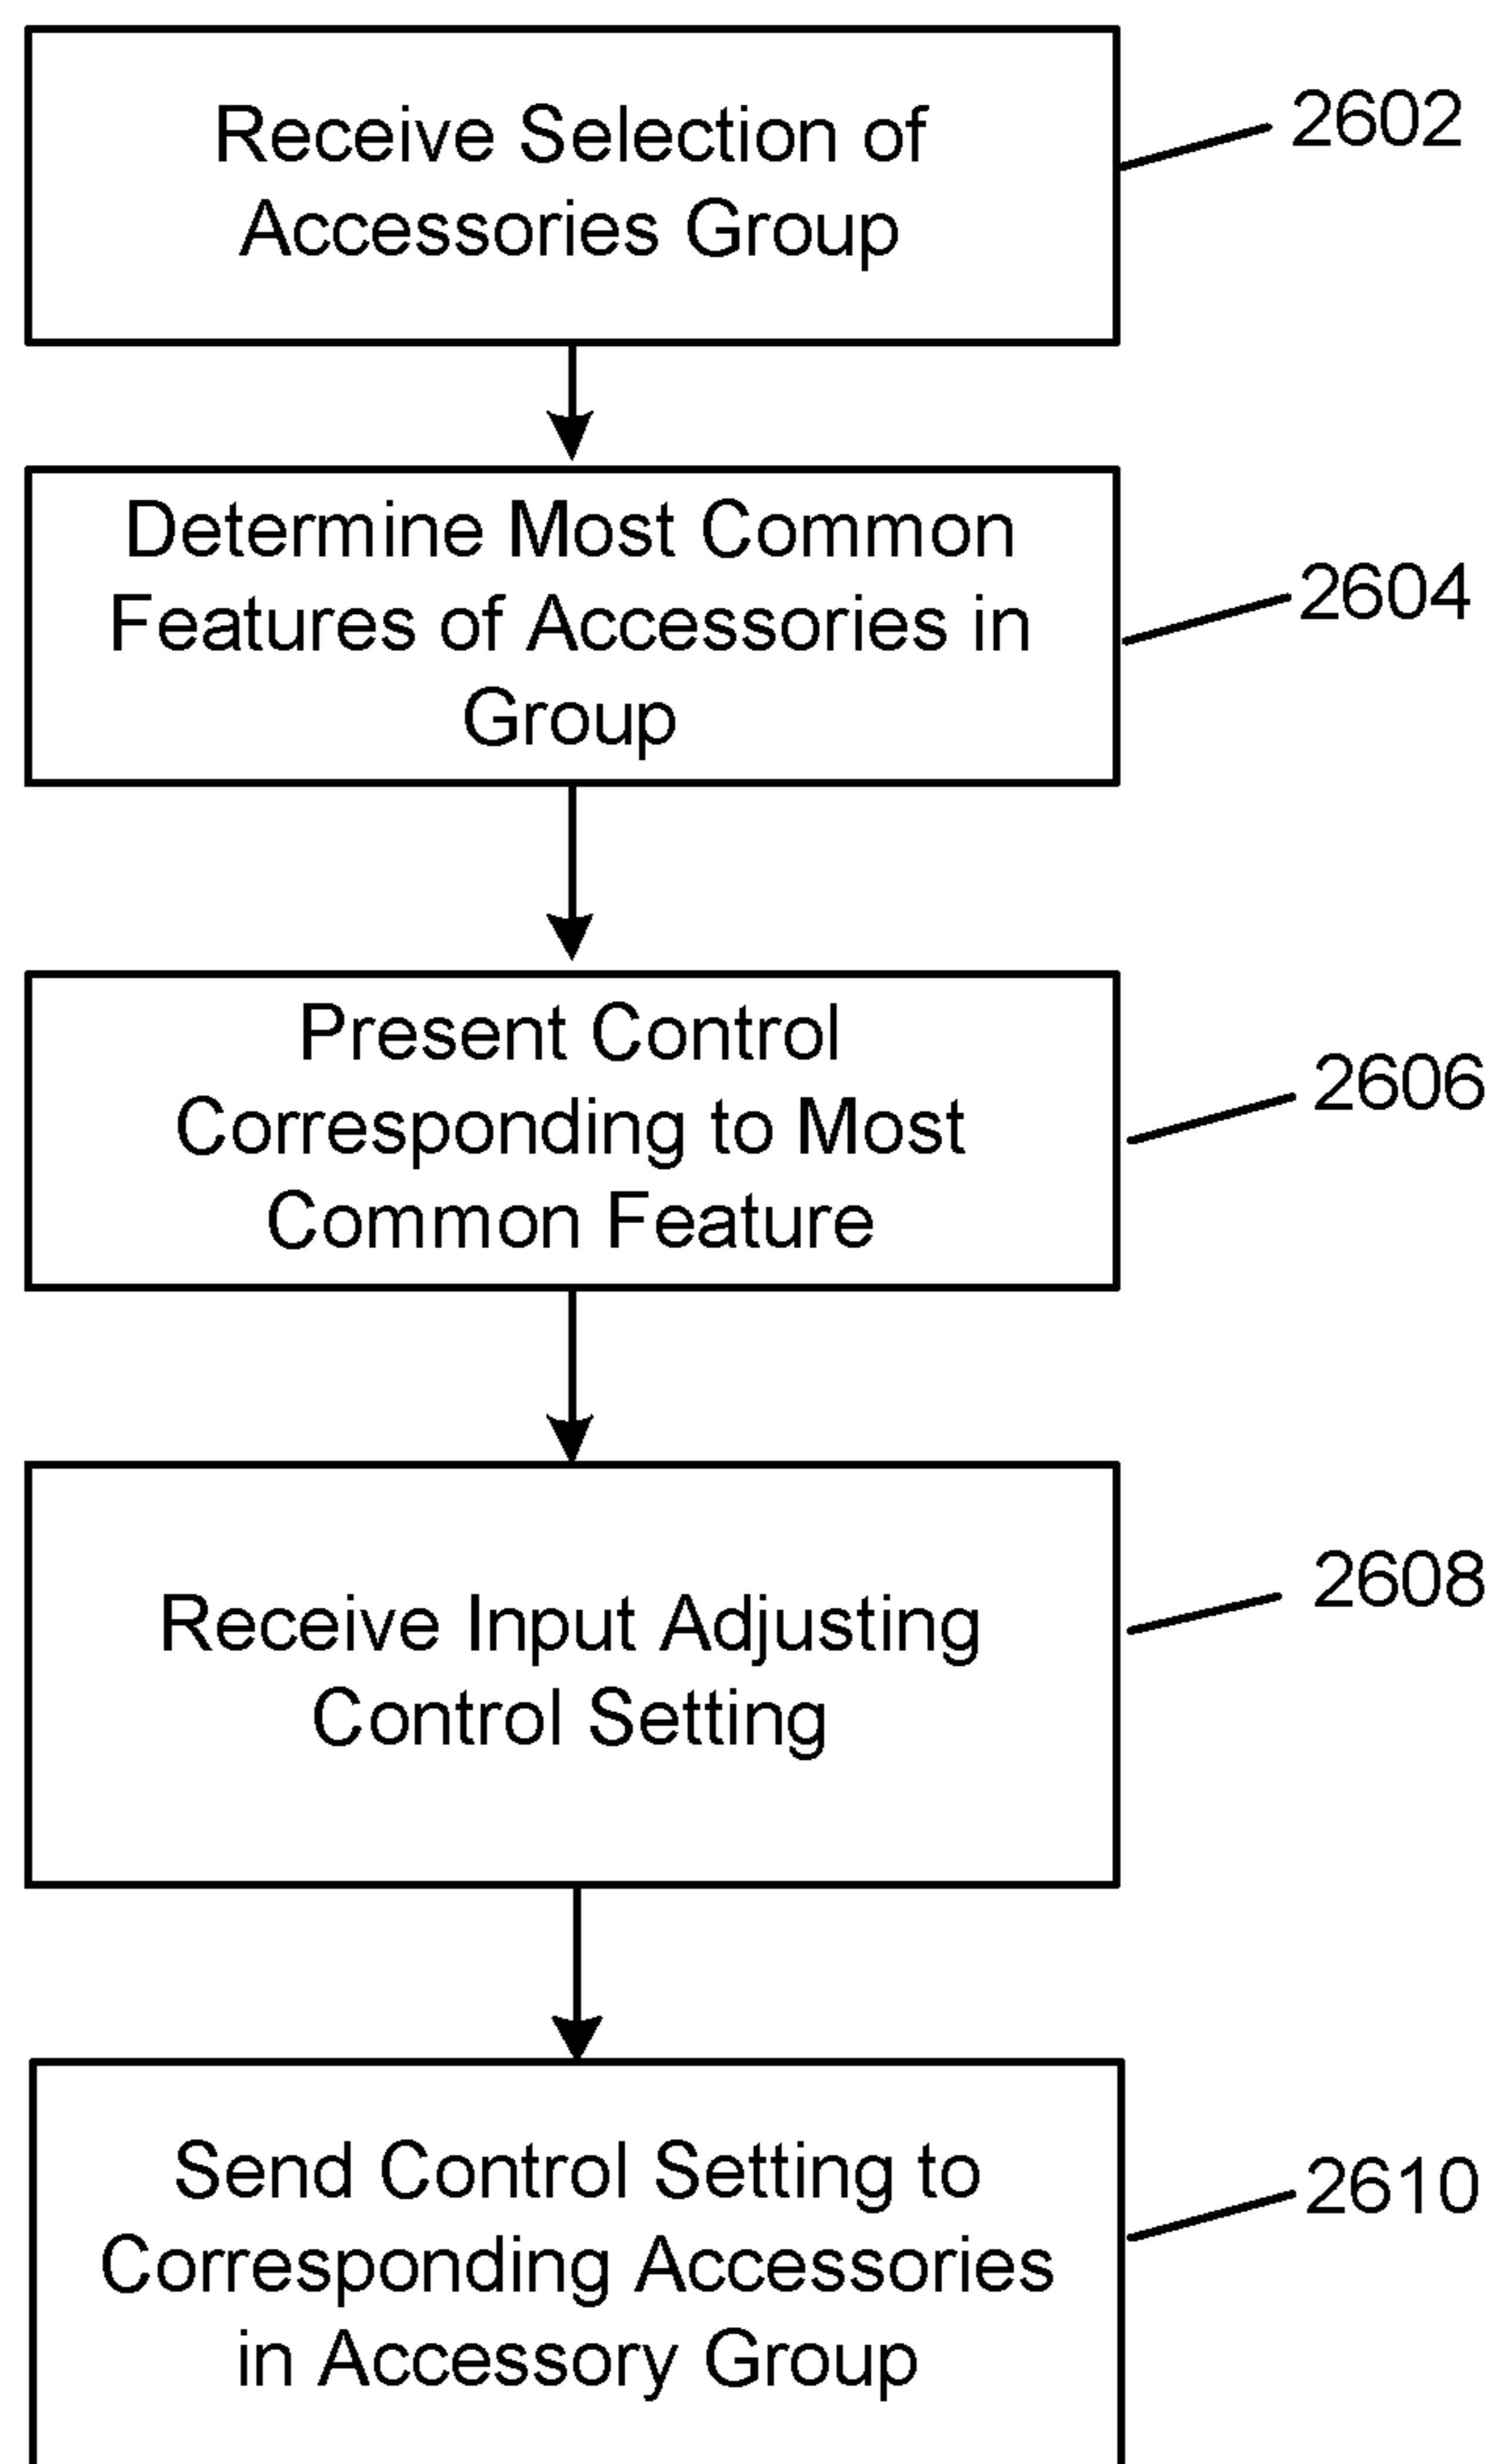 Receive Selection of
Accessories Group
2602
Determine Most Common
Features of Accessories in
Group
2604
Present Control
Corresponding to Most
Common Feature
2606
Receive Input Adjusting
Control Setting
2608
Send Control Setting to
Corresponding Accessories
in Accessory Group
2610